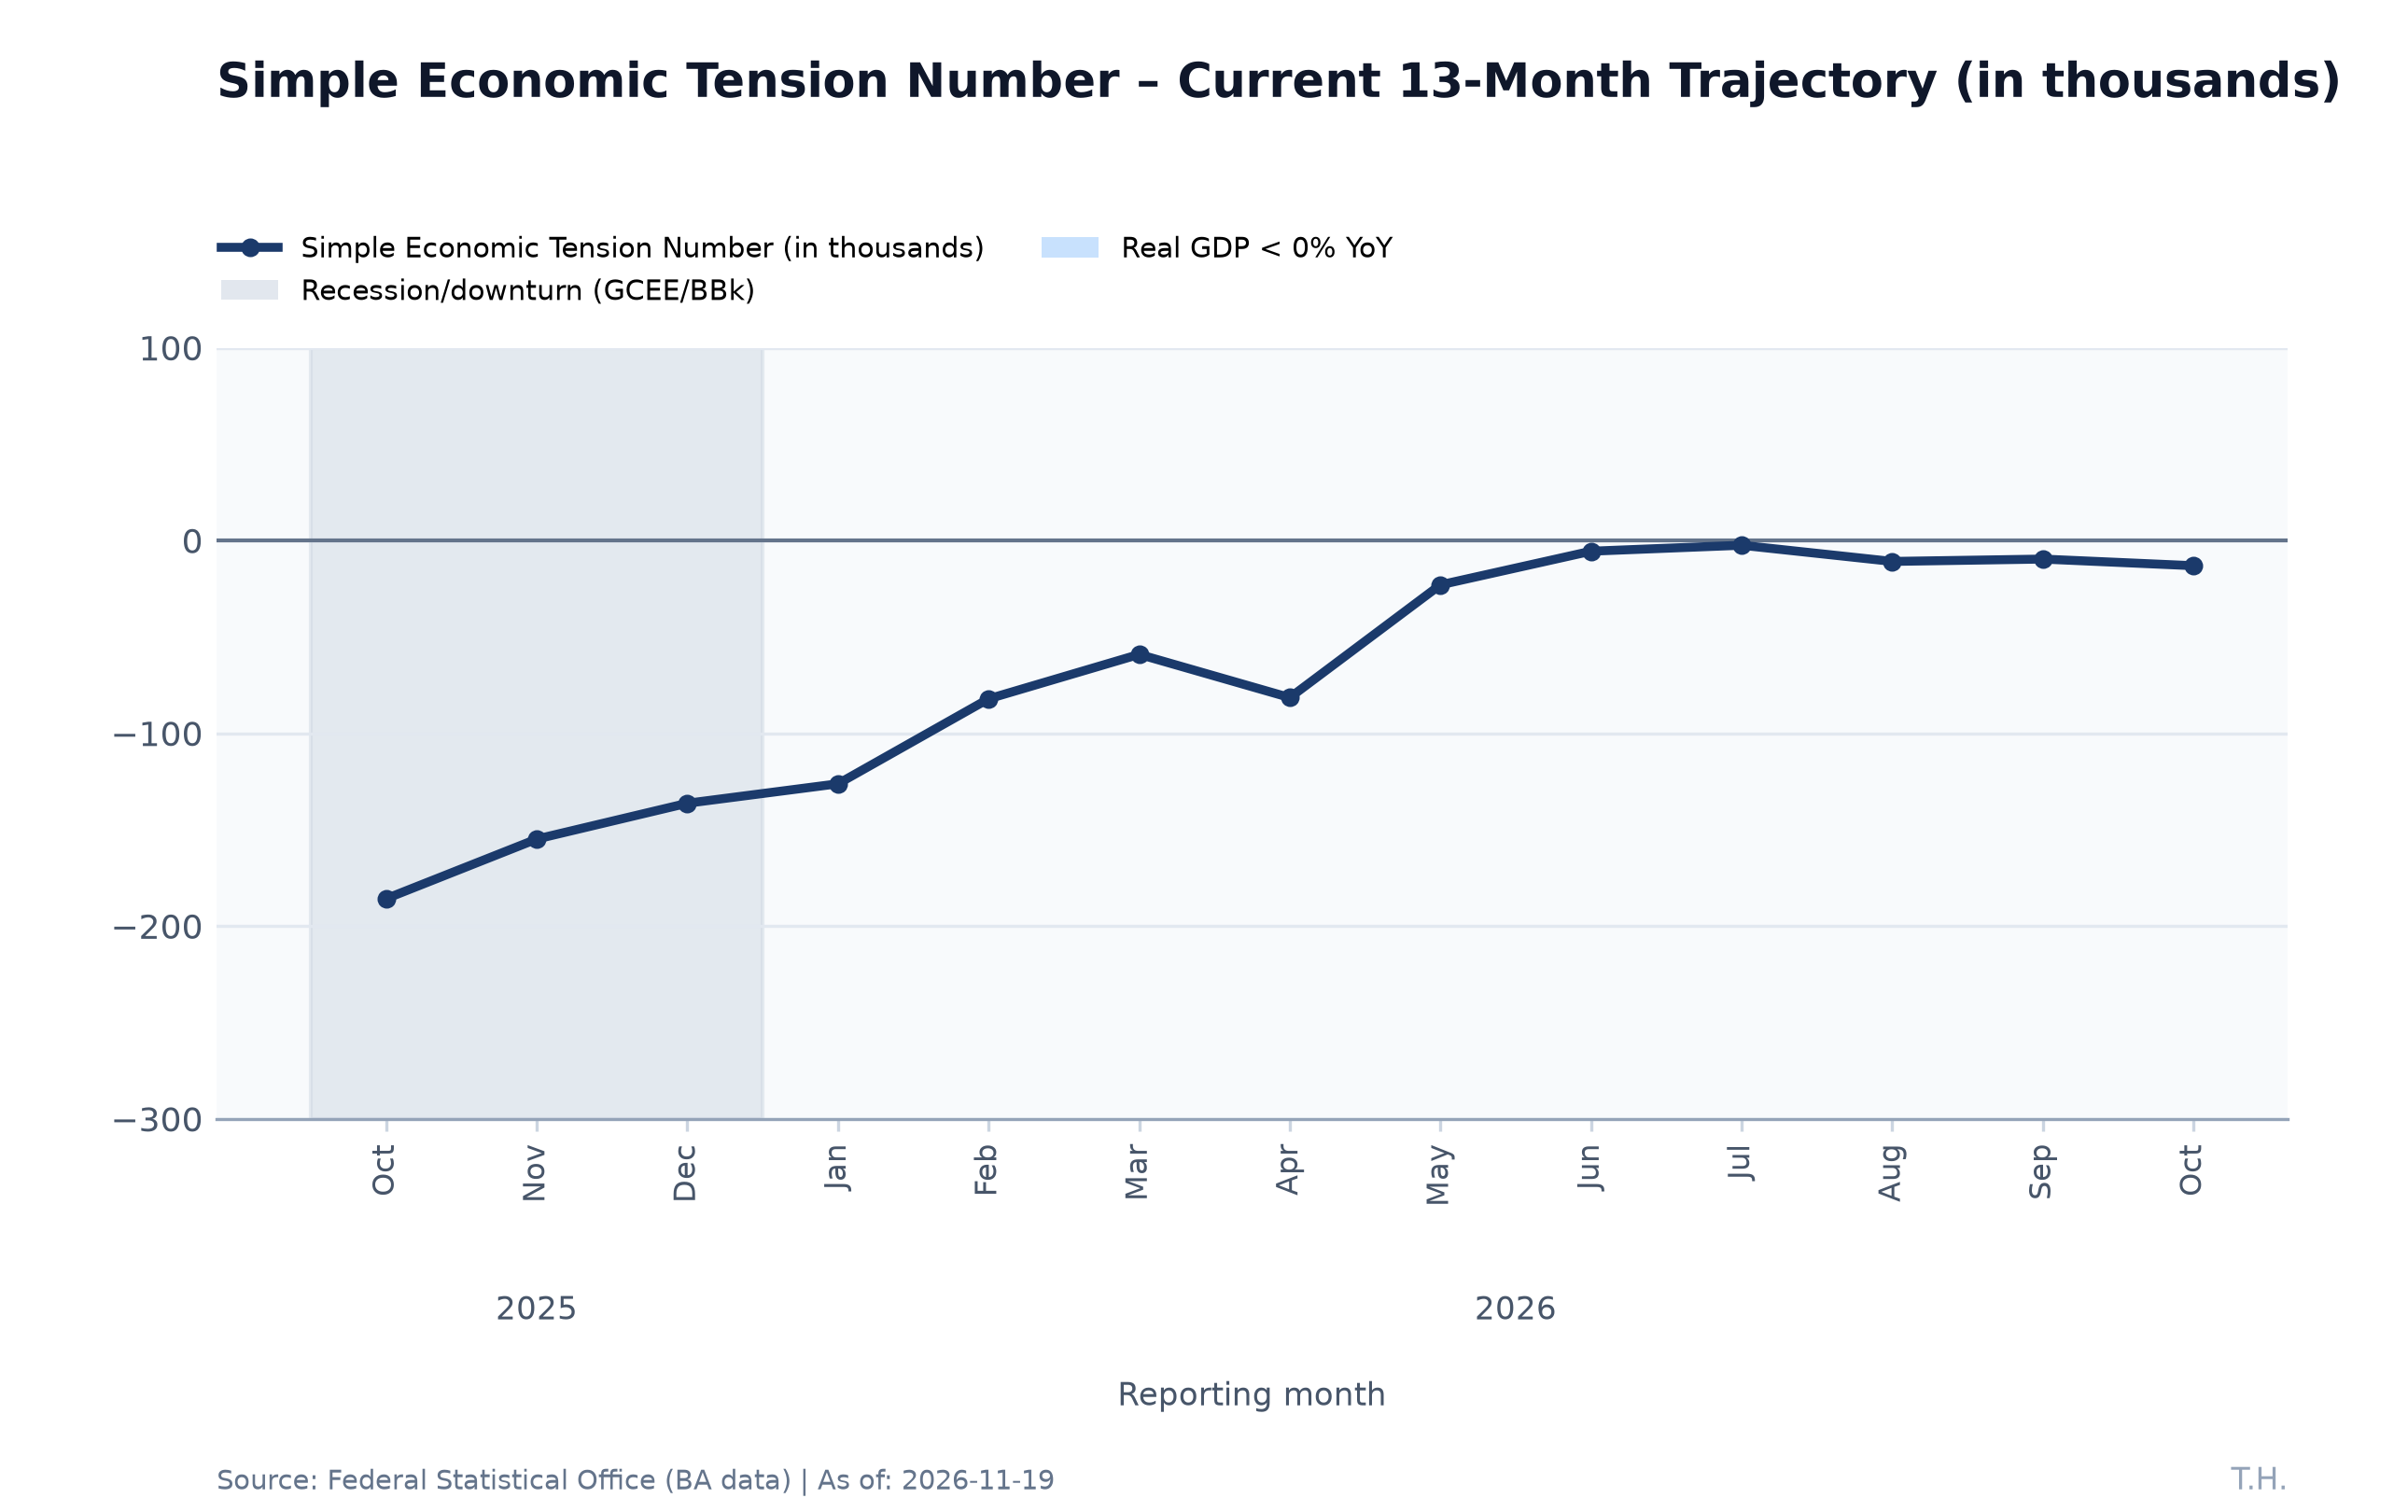 Simple Economic Tension Number – Current 13-Month Trajectory (in thousands)
Simple Economic Tension Number (in thousands)
Real GDP < 0% YoY
Recession/downturn (GCEE/BBk)
100
0
−100
−200
−300
Oct Nov Dec Jan Feb Mar Apr May Jun Jul Aug Sep Oct
2025 2026
Reporting month
Source: Federal Statistical Office (BA data) | As of: 2026-11-19
T.H.